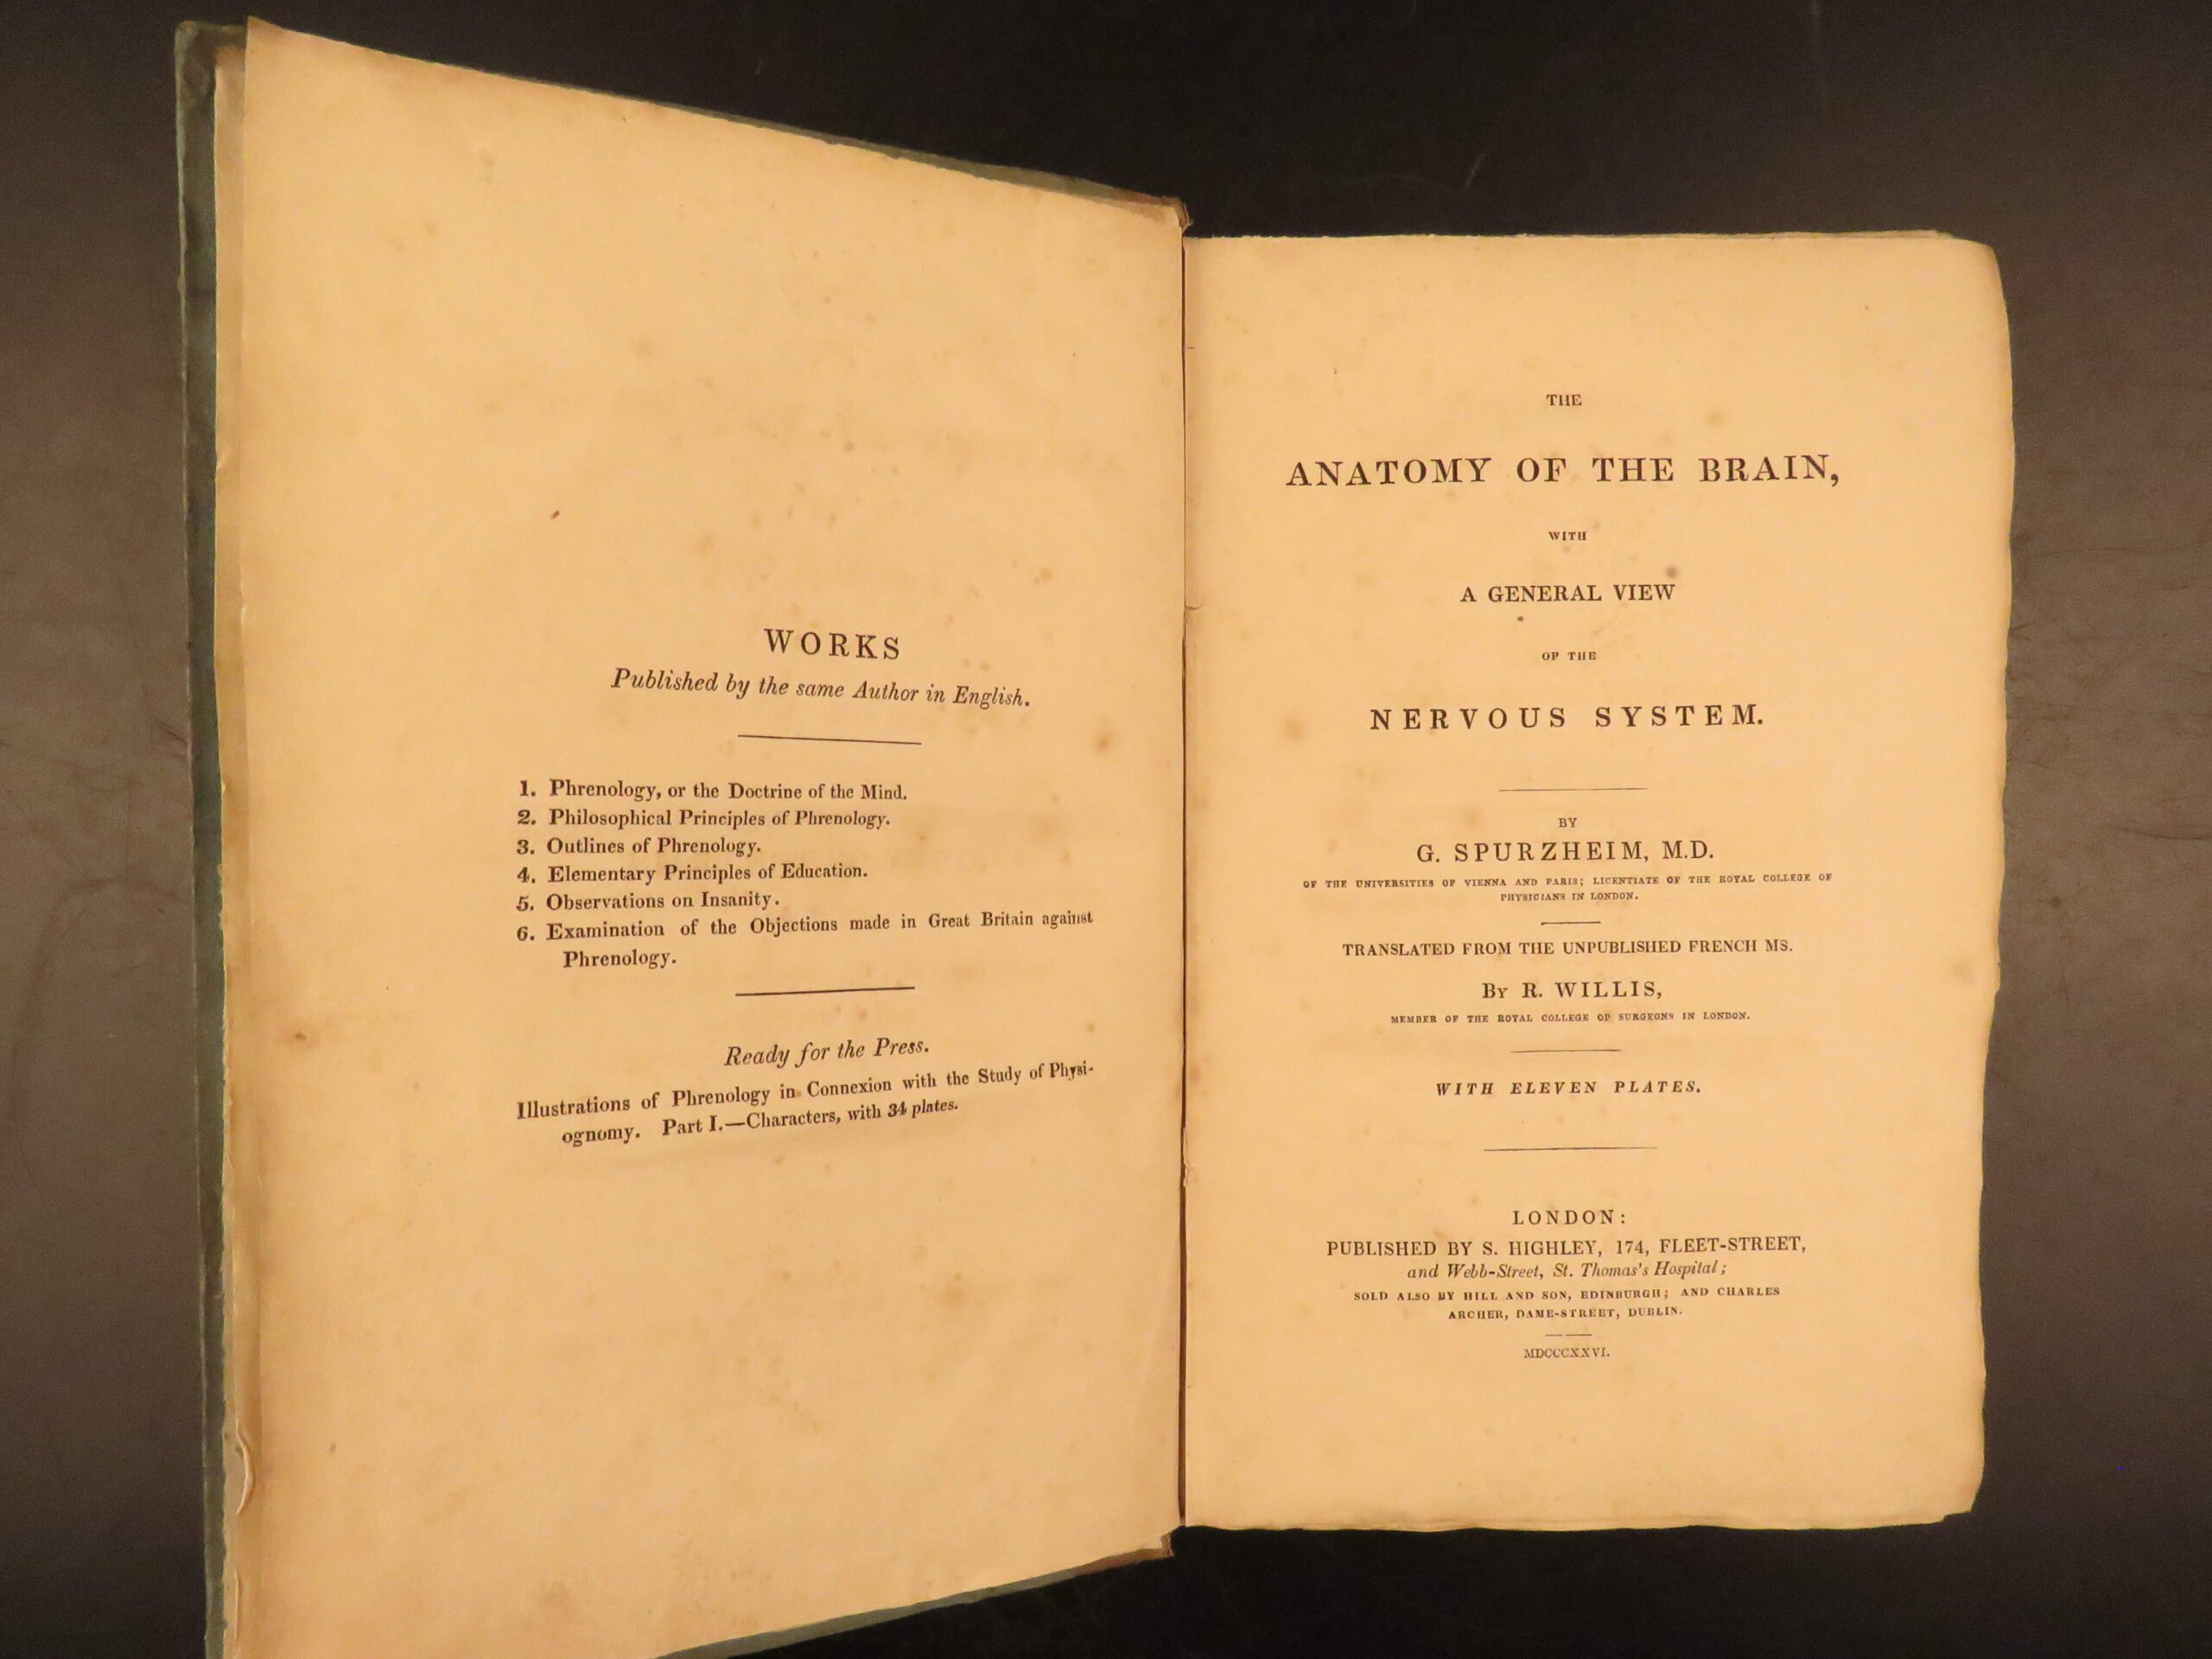 WORKS
Published by the same Author in English.
1. Phrenology, or the Doctrine of the Mind.
2. Philosophical Principles of Phrenology.
3. Outlines of Phrenology.
4. Elementary Principles of Education.
5. Observations on Insanity.
6. Examination of the Objections made in Great Britain against
Phrenology.
Ready for the Press.
Illustrations of Phrenology in Connexion with the Study of Physi-
ognomy. Part I.—Characters, with 34 plates.
THE
ANATOMY OF THE BRAIN,
WITH
A GENERAL VIEW
OF THE
NERVOUS SYSTEM.
BY
G. SPURZHEIM, M.D.
OF THE UNIVERSITIES OF VIENNA AND PARIS; LICENTIATE OF THE ROYAL COLLEGE OF
PHYSICIANS IN LONDON.
TRANSLATED FROM THE UNPUBLISHED FRENCH MS.
BY R. WILLIS,
MEMBER OF THE ROYAL COLLEGE OF SURGEONS IN LONDON.
WITH ELEVEN PLATES.
LONDON:
PUBLISHED BY S. HIGHLEY, 174, FLEET-STREET,
and Webb-Street, St. Thomas's Hospital;
SOLD ALSO BY HILL AND SON, EDINBURGH; AND CHARLES
ARCHER, DAME-STREET, DUBLIN.
MDCCCXXVI.